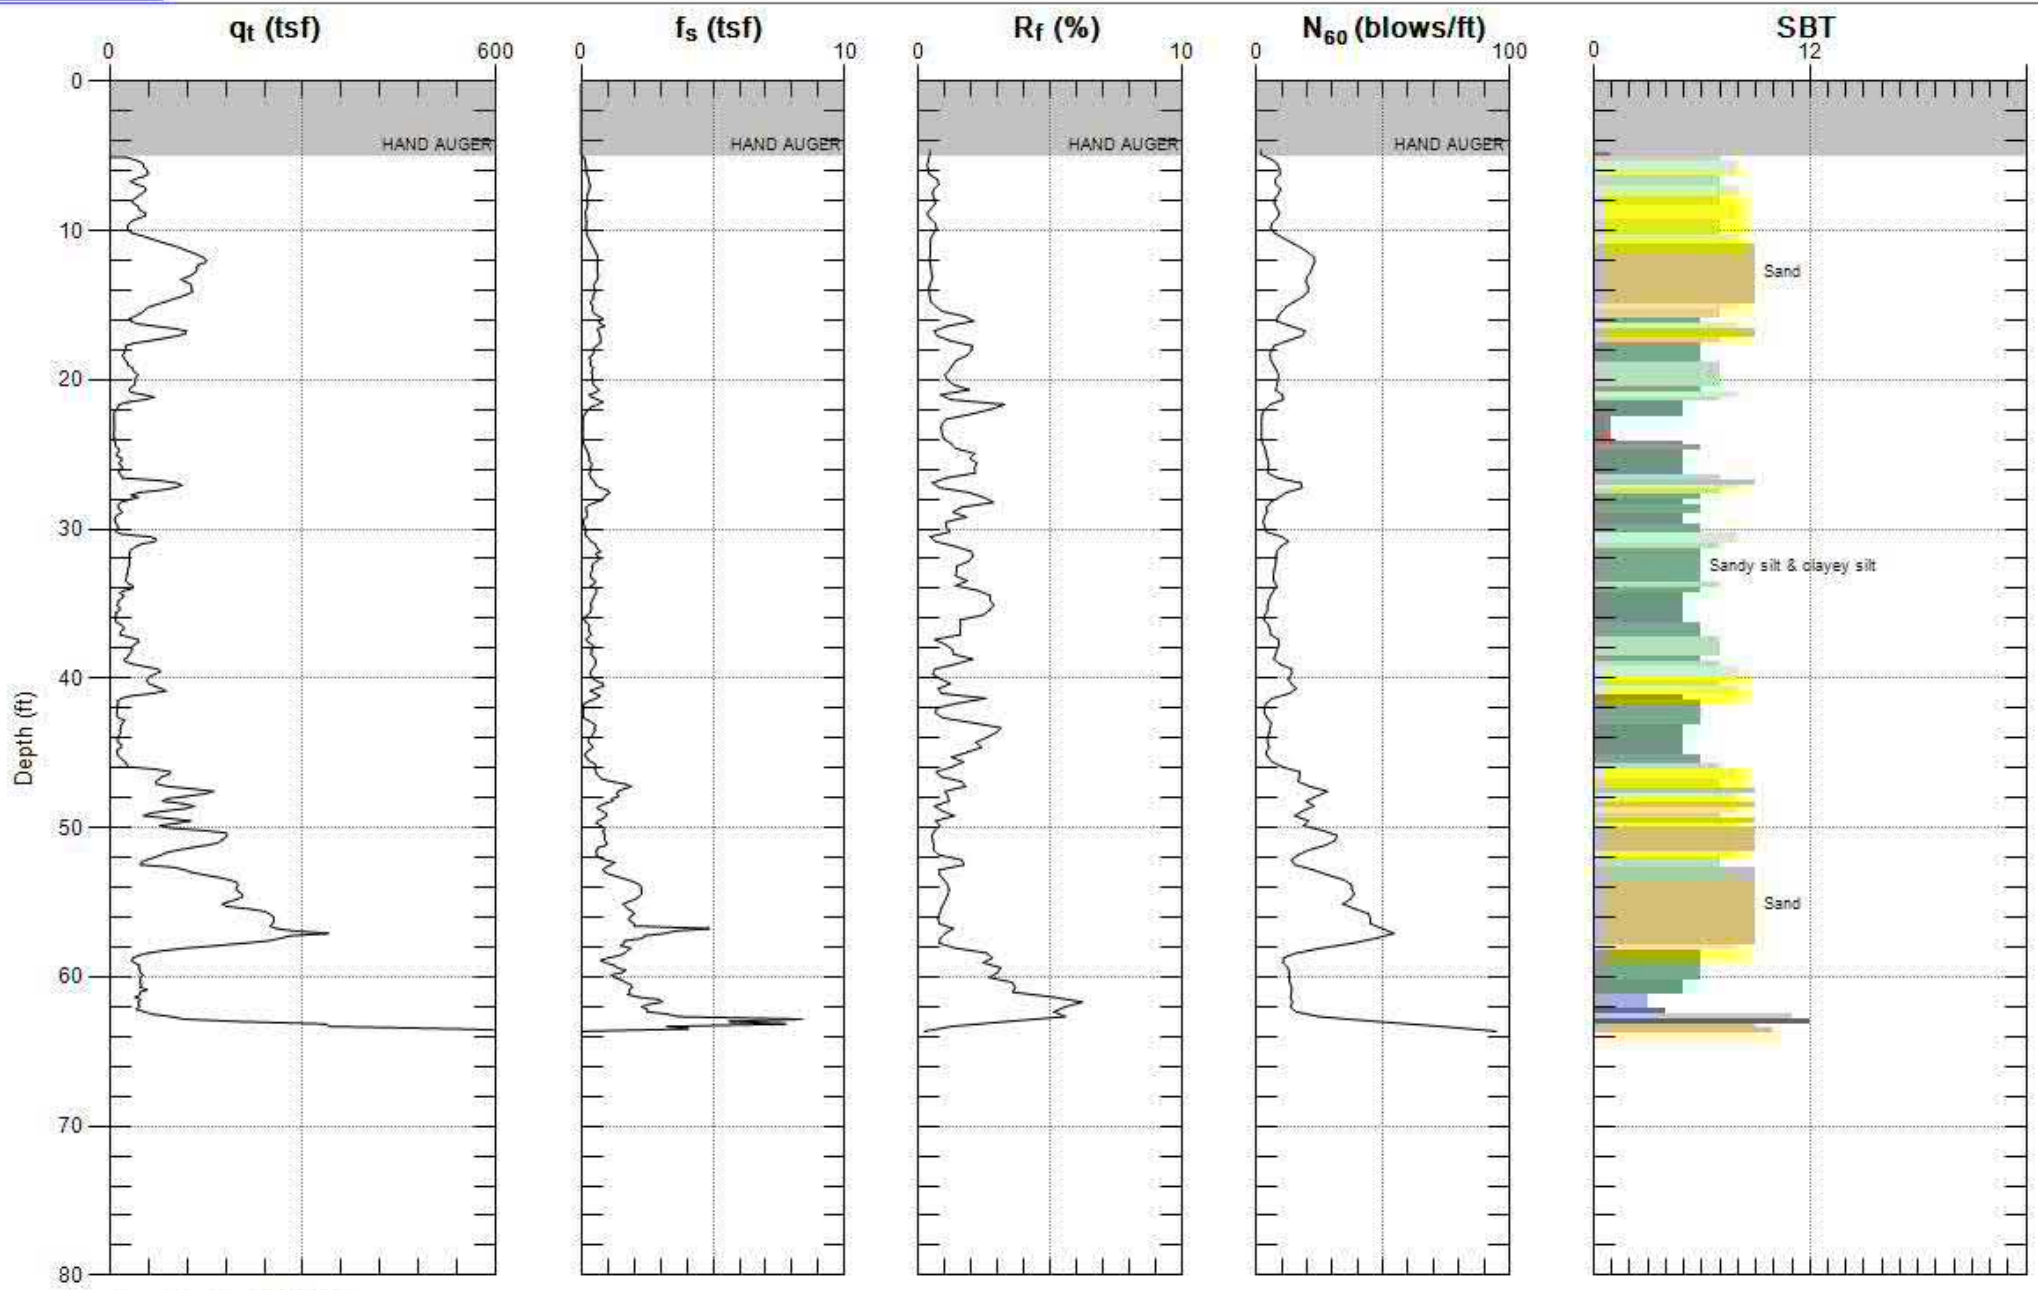 qt (tsf) fs (tsf) Rf (%) N60 (blows/ft) SBT
0 600 0 10 0 10 0 100 0 12
0
HAND AUGER HAND AUGER HAND AUGER HAND AUGER
10
Sand
20
30
Sandy silt & clayey silt
40
Depth (ft)
50
Sand
60
70
80